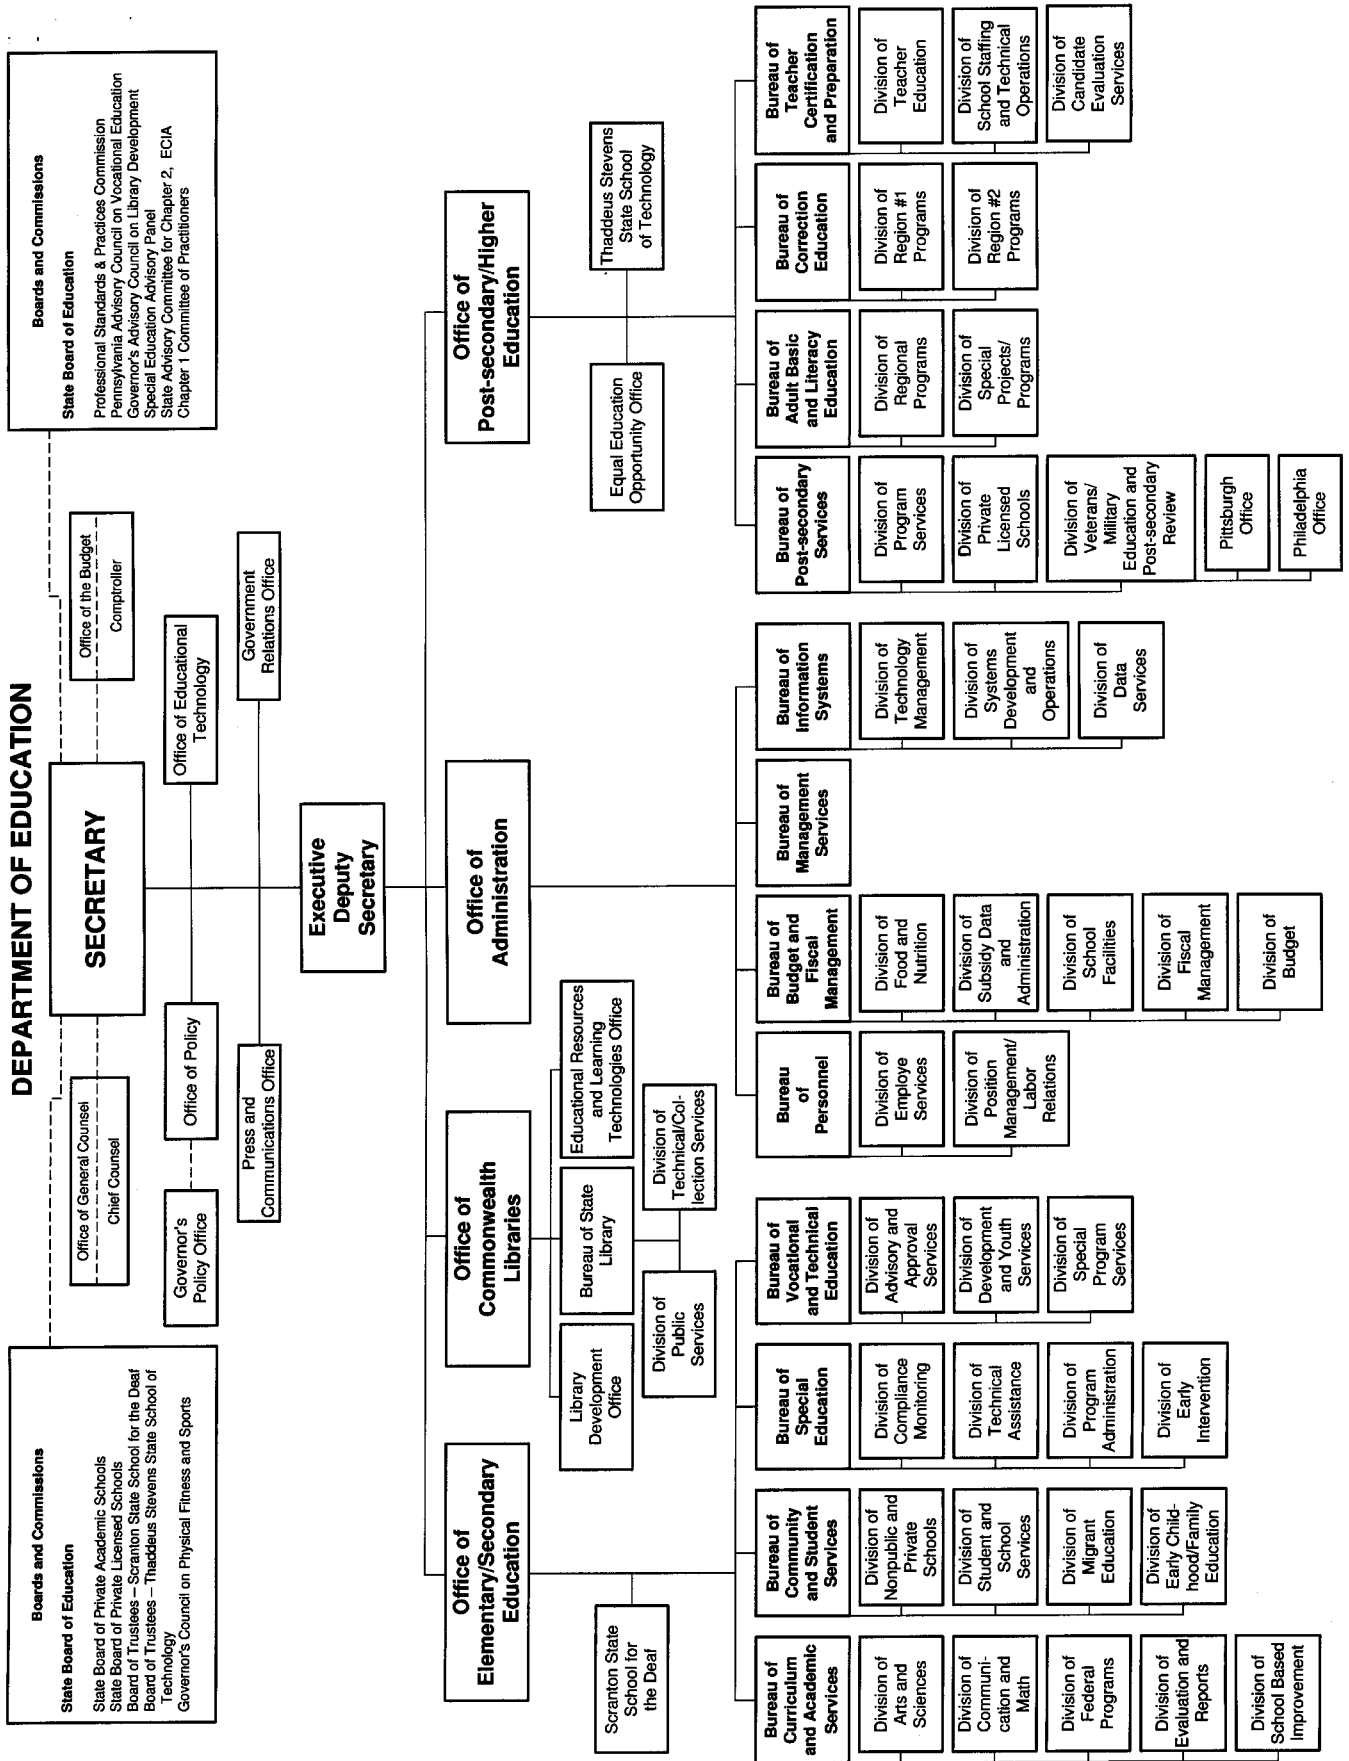 DEPARTMENT OF EDUCATION
Boards and Commissions
State Board of Education
State Board of Private Academic Schools
State Board of Private Licensed Schools
Board of Trustees – Scranton State School for the Deaf
Board of Trustees – Thaddeus Stevens State School of
Technology
Governor's Council on Physical Fitness and Sports
SECRETARY
Boards and Commissions
State Board of Education
Professional Standards & Practices Commission
Pennsylvania Advisory Council on Vocational Education
Governor's Advisory Council on Library Development
Special Education Advisory Panel
State Advisory Committee for Chapter 2, ECIA
Chapter 1 Committee of Practitioners
Office of General Counsel
Chief Counsel
Office of the Budget
Comptroller
Governor's
Policy Office
Office of Policy
Office of Educational
Technology
Press and
Communications Office
Government
Relations Office
Executive
Deputy
Secretary
Office of
Elementary/Secondary
Education
Office of
Commonwealth
Libraries
Office of
Administration
Office of
Post-secondary/Higher
Education
Scranton State
School for
the Deaf
Library
Development
Office
Bureau of State
Library
Educational Resources
and Learning
Technologies Office
Division of
Public
Services
Division of
Technical/Col-
lection Services
Equal Education
Opportunity Office
Thaddeus Stevens
State School
of Technology
Bureau of
Curriculum
and Academic
Services
Division of
Arts and
Sciences
Division of
Communi-
cation and
Math
Division of
Federal
Programs
Division of
Evaluation and
Reports
Division of
School Based
Improvement
Bureau of
Community
and Student
Services
Division of
Nonpublic and
Private
Schools
Division of
Student and
School
Services
Division of
Migrant
Education
Division of
Early Child-
hood/Family
Education
Bureau of
Special
Education
Division of
Compliance
Monitoring
Division of
Technical
Assistance
Division of
Program
Administration
Division of
Early
Intervention
Bureau of
Vocational
and Technical
Education
Division of
Advisory and
Approval
Services
Division of
Development
and Youth
Services
Division of
Special
Program
Services
Bureau
of
Personnel
Division of
Employe
Services
Division of
Position
Management/
Labor
Relations
Bureau of
Budget and
Fiscal
Management
Division of
Food and
Nutrition
Division of
Subsidy Data
and
Administration
Division of
School
Facilities
Division of
Fiscal
Management
Division of
Budget
Bureau of
Management
Services
Bureau of
Information
Systems
Division of
Technology
Management
Division of
Systems
Development
and
Operations
Division of
Data
Services
Bureau of
Post-secondary
Services
Division of
Program
Services
Division of
Private
Licensed
Schools
Division of
Veterans/
Military
Education and
Post-secondary
Review
Pittsburgh
Office
Philadelphia
Office
Bureau of
Adult Basic
and Literacy
Education
Division of
Regional
Programs
Division of
Special
Projects/
Programs
Bureau of
Correction
Education
Division of
Region #1
Programs
Division of
Region #2
Programs
Bureau of
Teacher
Certification
and Preparation
Division of
Teacher
Education
Division of
School Staffing
and Technical
Operations
Division of
Candidate
Evaluation
Services